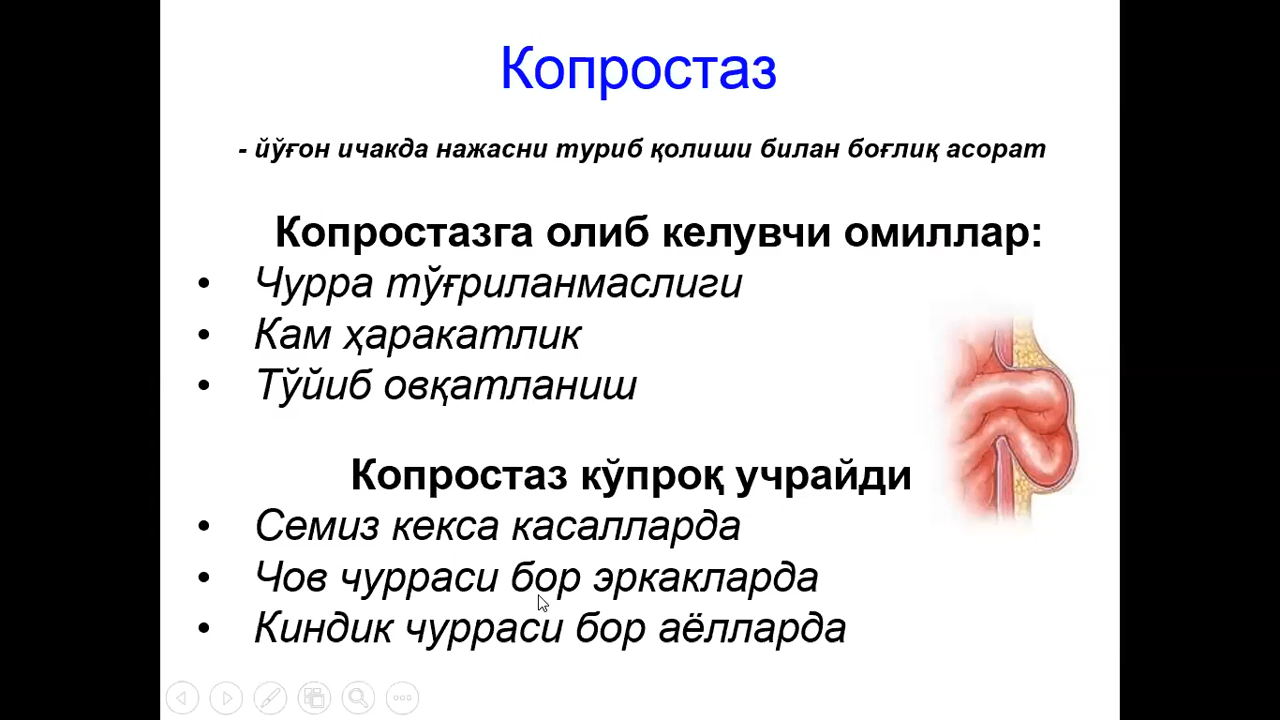 Копростаз
- йўғон ичакда нажасни туриб қолиши билан боғлиқ асорат
Копростазга олиб келувчи омиллар:
• Чурра тўғриланмаслиги
• Кам ҳаракатлик
• Тўйиб овқатланиш
Копростаз кўпроқ учрайди
• Семиз кекса касалларда
• Чов чурраси бор эркакларда
• Киндик чурраси бор аёлларда